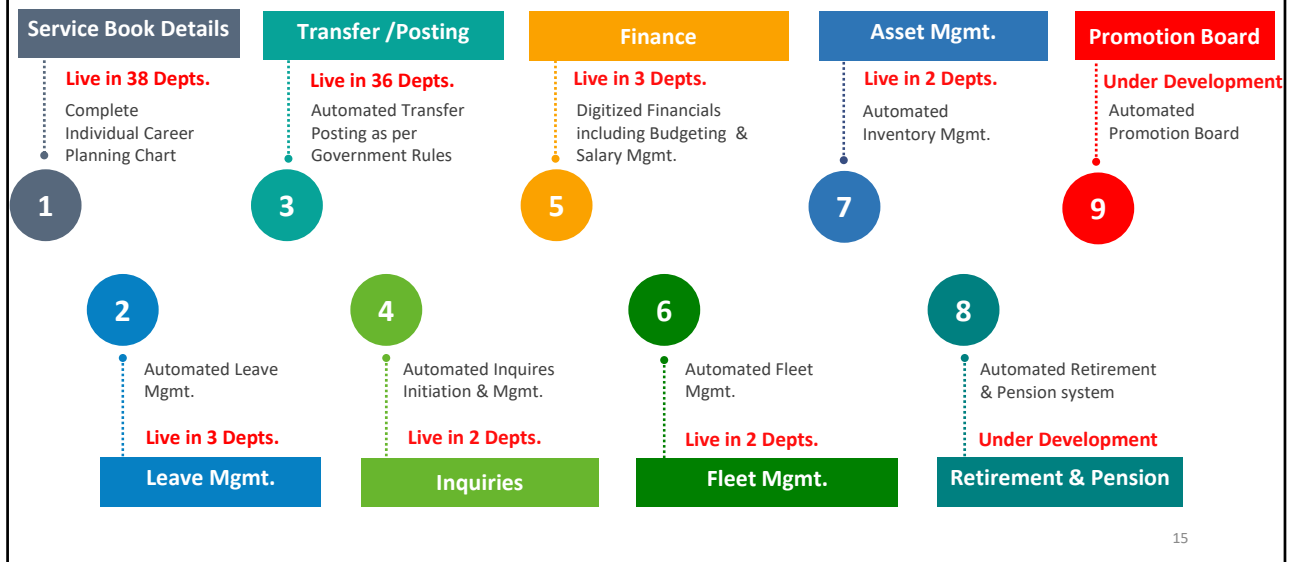 Service Book Details
Live in 38 Depts.
Complete
Individual Career
Planning Chart
1
Transfer /Posting
Live in 36 Depts.
Automated Transfer
Posting as per
Government Rules
3
Finance
Live in 3 Depts.
Digitized Financials
including Budgeting &
Salary Mgmt.
5
Asset Mgmt.
Live in 2 Depts.
Automated
Inventory Mgmt.
7
Promotion Board
Under Development
Automated
Promotion Board
9
2
Automated Leave
Mgmt.
Live in 3 Depts.
Leave Mgmt.
4
Automated Inquires
Initiation & Mgmt.
Live in 2 Depts.
Inquiries
6
Automated Fleet
Mgmt.
Live in 2 Depts.
Fleet Mgmt.
8
Automated Retirement
& Pension system
Under Development
Retirement & Pension
15